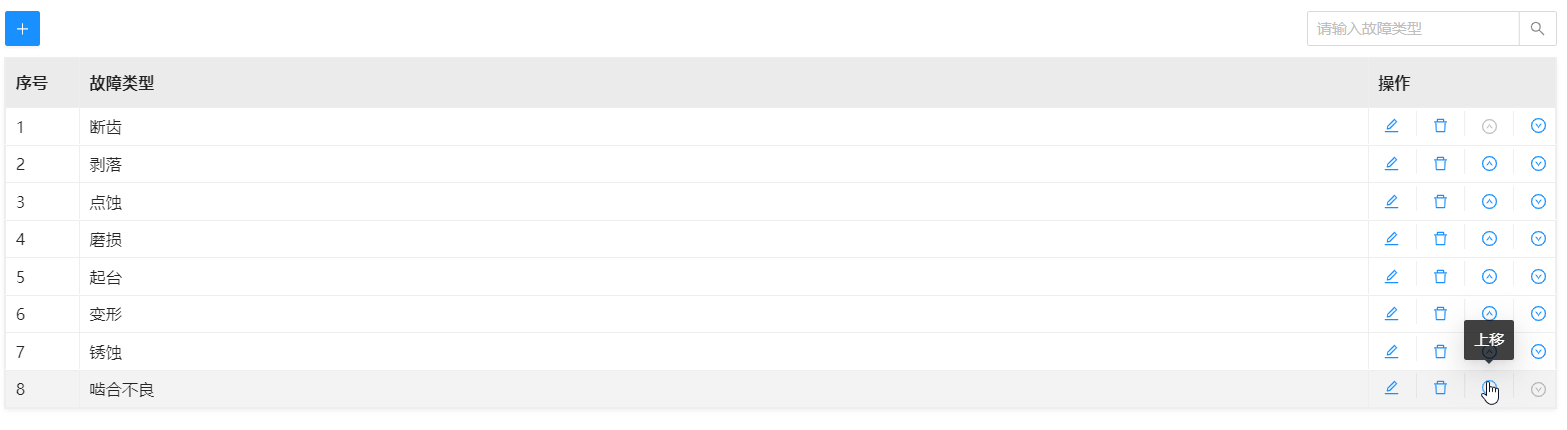 请输入故障类型
序号 故障类型 操作
1 断齿
2 剥落
3 点蚀
4 磨损
5 起台
6 变形
7 锈蚀
上移
8 啮合不良